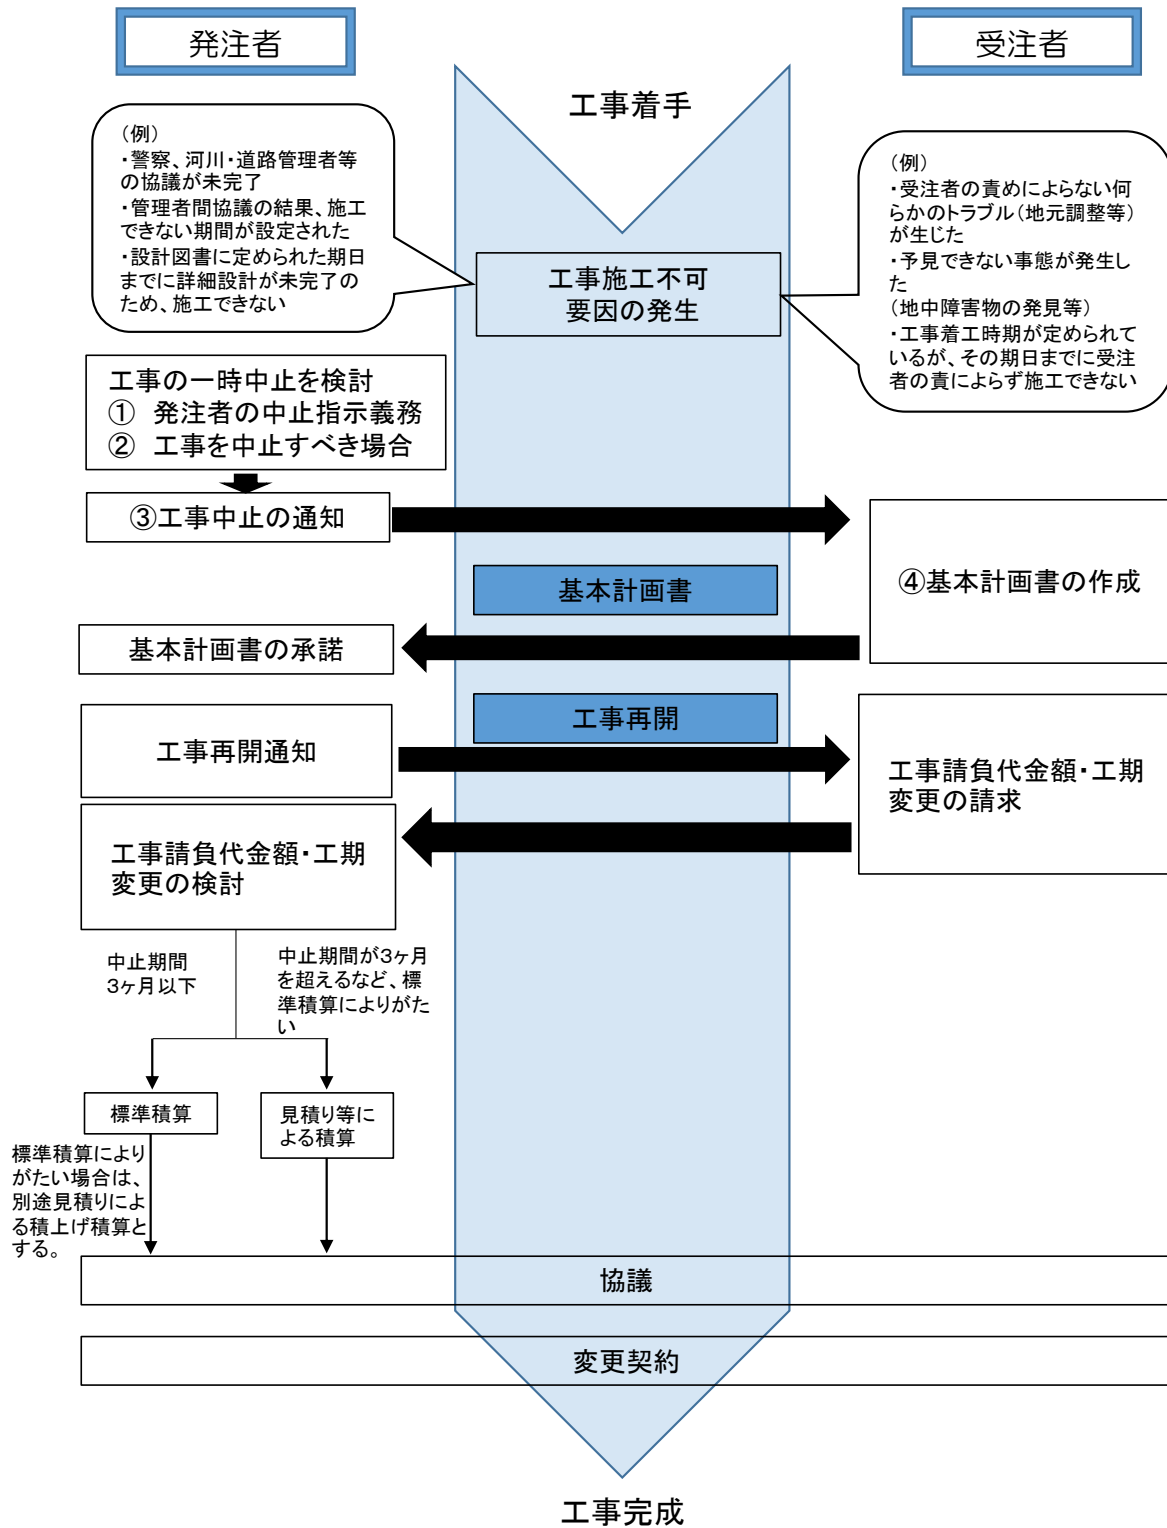 発注者
受注者
工事着手
（例）
・警察、河川・道路管理者等
の協議が未完了
・管理者間協議の結果、施工
できない期間が設定された
・設計図書に定められた期日
までに詳細設計が未完了の
ため、施工できない
（例）
・受注者の責めによらない何
らかのトラブル（地元調整等）
が生じた
・予見できない事態が発生し
た
（地中障害物の発見等）
・工事着工時期が定められて
いるが、その期日までに受注
者の責によらず施工できない
工事施工不可
要因の発生
工事の一時中止を検討
① 発注者の中止指示義務
② 工事を中止すべき場合
③工事中止の通知
④基本計画書の作成
基本計画書
基本計画書の承諾
工事再開
工事再開通知
工事請負代金額・工期
変更の請求
工事請負代金額・工期
変更の検討
中止期間
3ヶ月以下
中止期間が3ヶ月
を超えるなど、標
準積算によりがた
い
標準積算
見積り等に
よる積算
標準積算により
がたい場合は、
別途見積りによ
る積上げ積算と
する。
協議
変更契約
工事完成